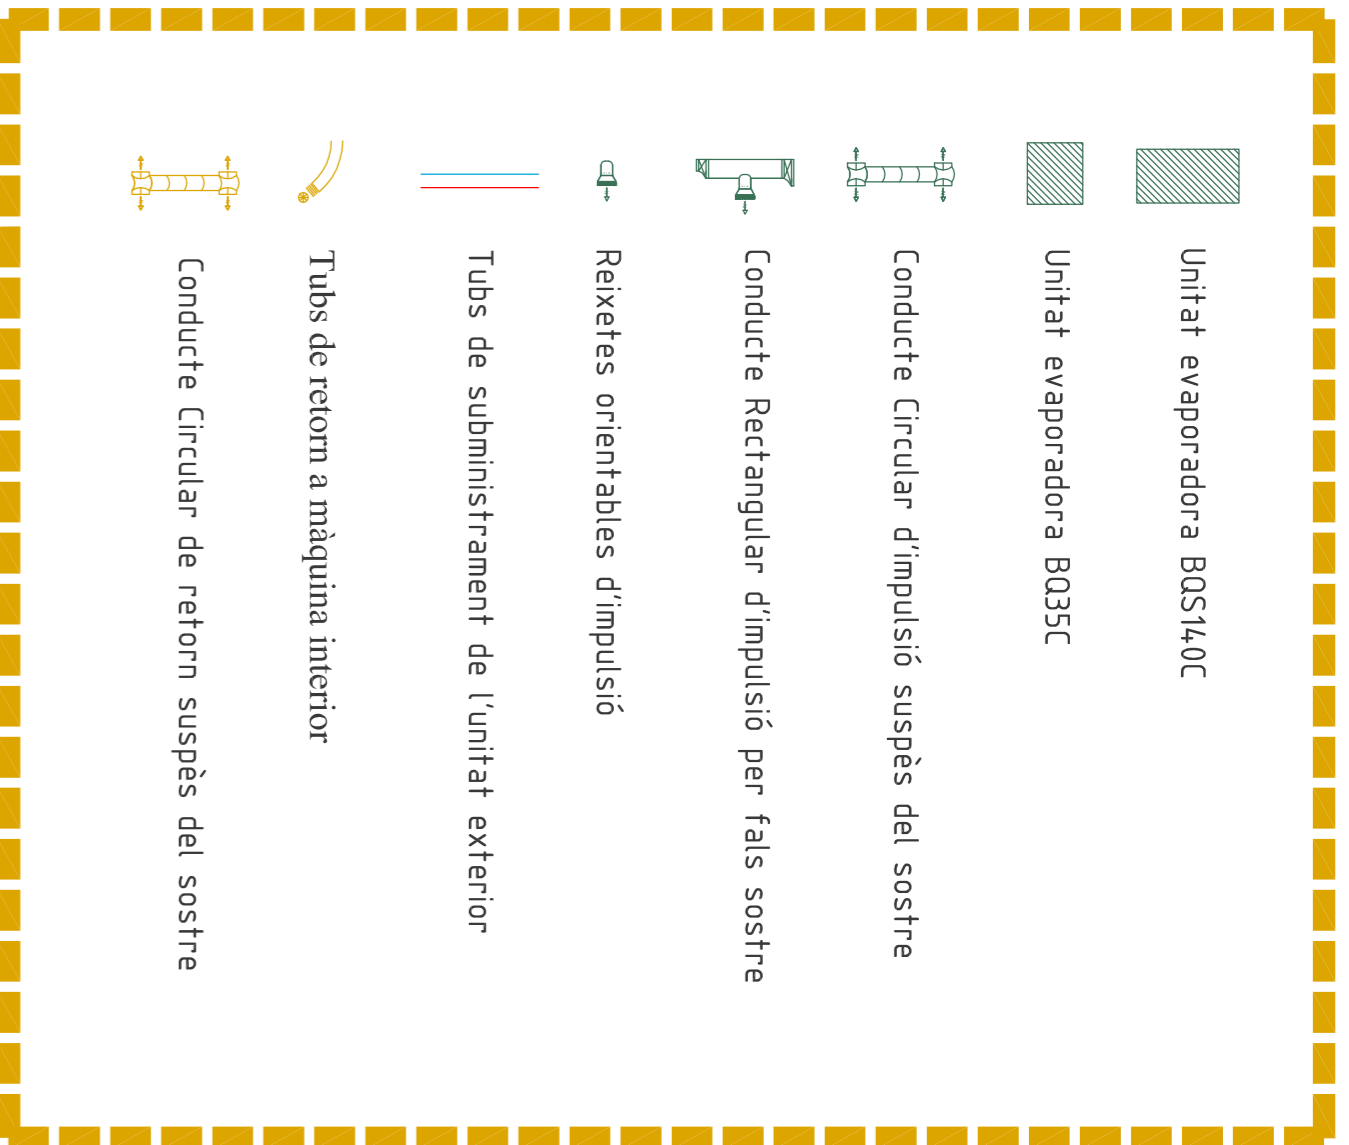 Unitat evaporadora BQS140C
Unitat evaporadora BQ35C
Conducte Circular d'impulsió suspès del sostre
Conducte Rectangular d'impulsió per fals sostre
Reixetes orientables d'impulsió
Tubs de subministrament de l'unitat exterior
Tubs de retorn a màquina interior
Conducte Circular de retorn suspès del sostre